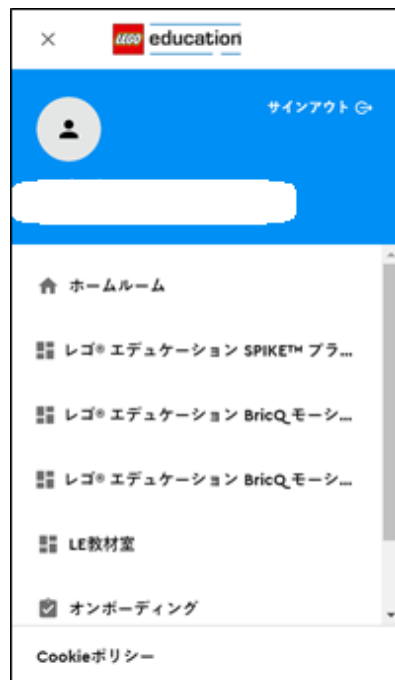 LEGO education
サインアウト
ホームルーム
レゴ® エデュケーション SPIKE™ プラ...
レゴ® エデュケーション BricQ モーシ...
レゴ® エデュケーション BricQ モーシ...
LE教材室
オンボーディング
Cookieポリシー